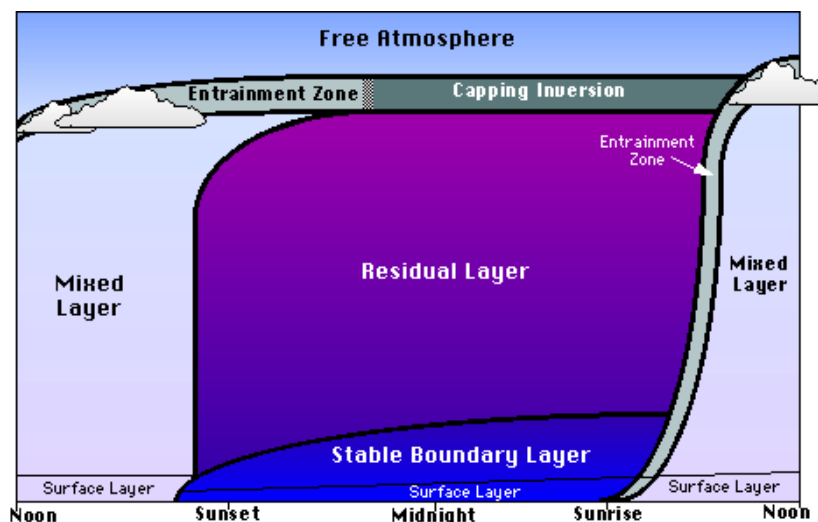 Free Atmosphere
Entrainment Zone
Capping Inversion
Entrainment
Zone
Residual Layer
Mixed
Layer
Mixed
Layer
Stable Boundary Layer
Surface Layer
Surface Layer
Surface Layer
Noon
Sunset
Midnight
Sunrise
Noon